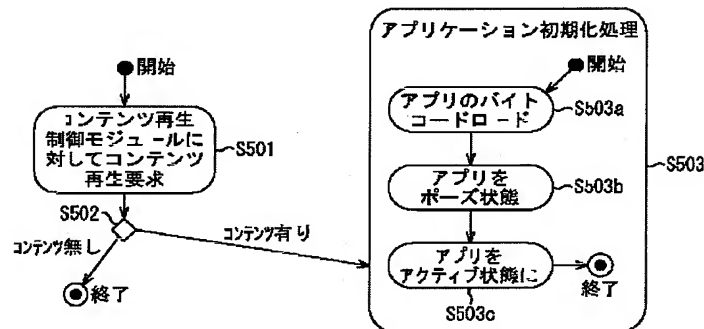 開始
コンテンツ再生
制御モジュールに
対してコンテンツ
再生要求
S501
S502
コンテンツ無し
終了
コンテンツ有り
アプリケーション初期化処理
開始
アプリのバイト
コードロード
S503a
アプリを
ポーズ状態
S503b
アプリを
アクティブ状態に
S503c
終了
S503